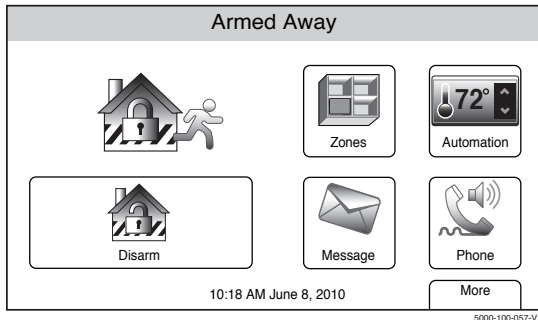 Armed Away
72°
Zones
Automation
Disarm
Message
Phone
10:18 AM June 8, 2010
More
5000-100-057-V